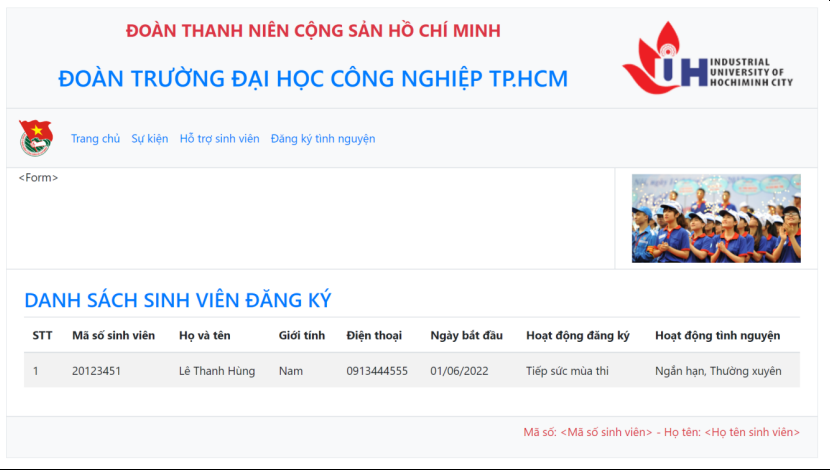 ĐOÀN THANH NIÊN CỘNG SẢN HỒ CHÍ MINH
ĐOÀN TRƯỜNG ĐẠI HỌC CÔNG NGHIỆP TP.HCM
IUH
INDUSTRIAL
UNIVERSITY OF
HOCHIMINH CITY
Trang chủ Sự kiện Hỗ trợ sinh viên Đăng ký tình nguyện
<Form>
DANH SÁCH SINH VIÊN ĐĂNG KÝ
STT Mã số sinh viên Họ và tên Giới tính Điện thoại Ngày bắt đầu Hoạt động đăng ký Hoạt động tình nguyện
1 20123451 Lê Thanh Hùng Nam 0913444555 01/06/2022 Tiếp sức mùa thi Ngắn hạn, Thường xuyên
Mã số: <Mã số sinh viên> - Họ tên: <Họ tên sinh viên>